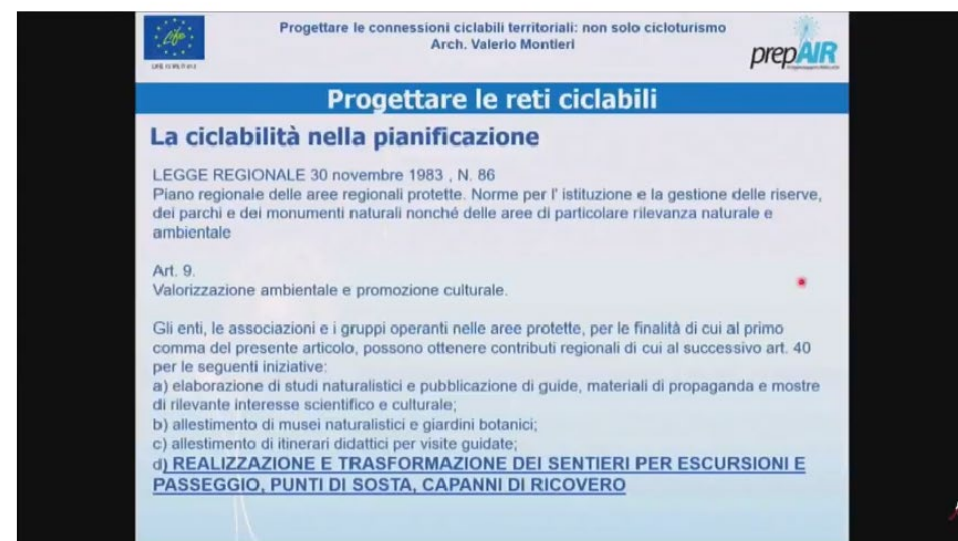 Progettare le connessioni ciclabili territoriali: non solo cicloturismo
Arch. Valerio Montieri
Life
prepAIR
Progettare le reti ciclabili
La ciclabilità nella pianificazione
LEGGE REGIONALE 30 novembre 1983 , N. 86
Piano regionale delle aree regionali protette. Norme per l' istituzione e la gestione delle riserve,
dei parchi e dei monumenti naturali nonché delle aree di particolare rilevanza naturale e
ambientale
Art. 9.
Valorizzazione ambientale e promozione culturale.
Gli enti, le associazioni e i gruppi operanti nelle aree protette, per le finalità di cui al primo
comma del presente articolo, possono ottenere contributi regionali di cui al successivo art. 40
per le seguenti iniziative:
a) elaborazione di studi naturalistici e pubblicazione di guide, materiali di propaganda e mostre
di rilevante interesse scientifico e culturale;
b) allestimento di musei naturalistici e giardini botanici;
c) allestimento di itinerari didattici per visite guidate;
d) REALIZZAZIONE E TRASFORMAZIONE DEI SENTIERI PER ESCURSIONI E
PASSEGGIO, PUNTI DI SOSTA, CAPANNI DI RICOVERO